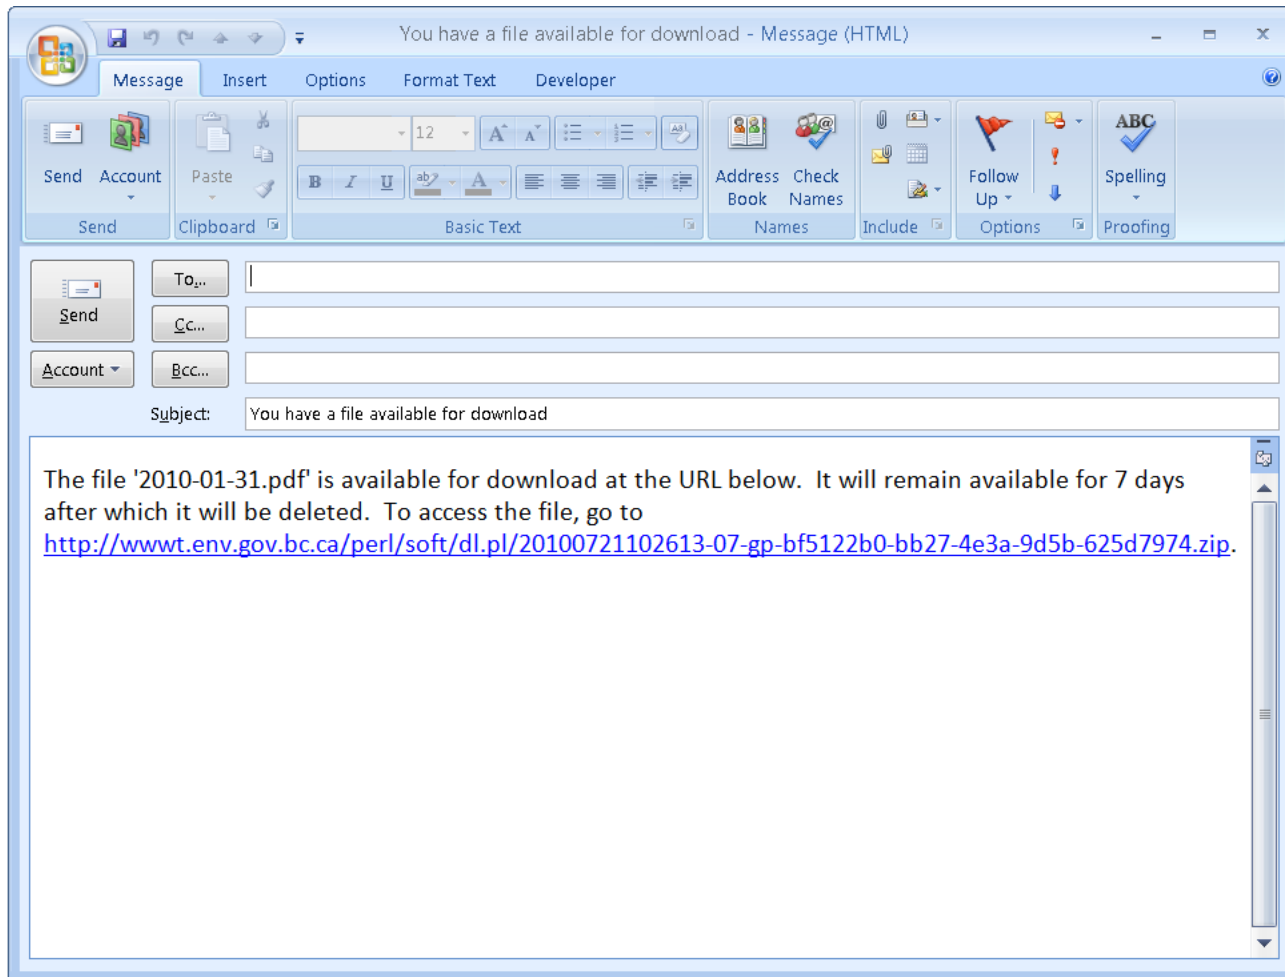 You have a file available for download - Message (HTML)
Message Insert Options Format Text Developer
Send Account Paste 12 Address Book Check Names Follow Up ABC Spelling
B I U ab A
Send Clipboard Basic Text Names Include Options Proofing
Send To...
Cc...
Account Bcc...
Subject: You have a file available for download
The file '2010-01-31.pdf' is available for download at the URL below. It will remain available for 7 days
after which it will be deleted. To access the file, go to
http://wwwt.env.gov.bc.ca/perl/soft/dl.pl/20100721102613-07-gp-bf5122b0-bb27-4e3a-9d5b-625d7974.zip.